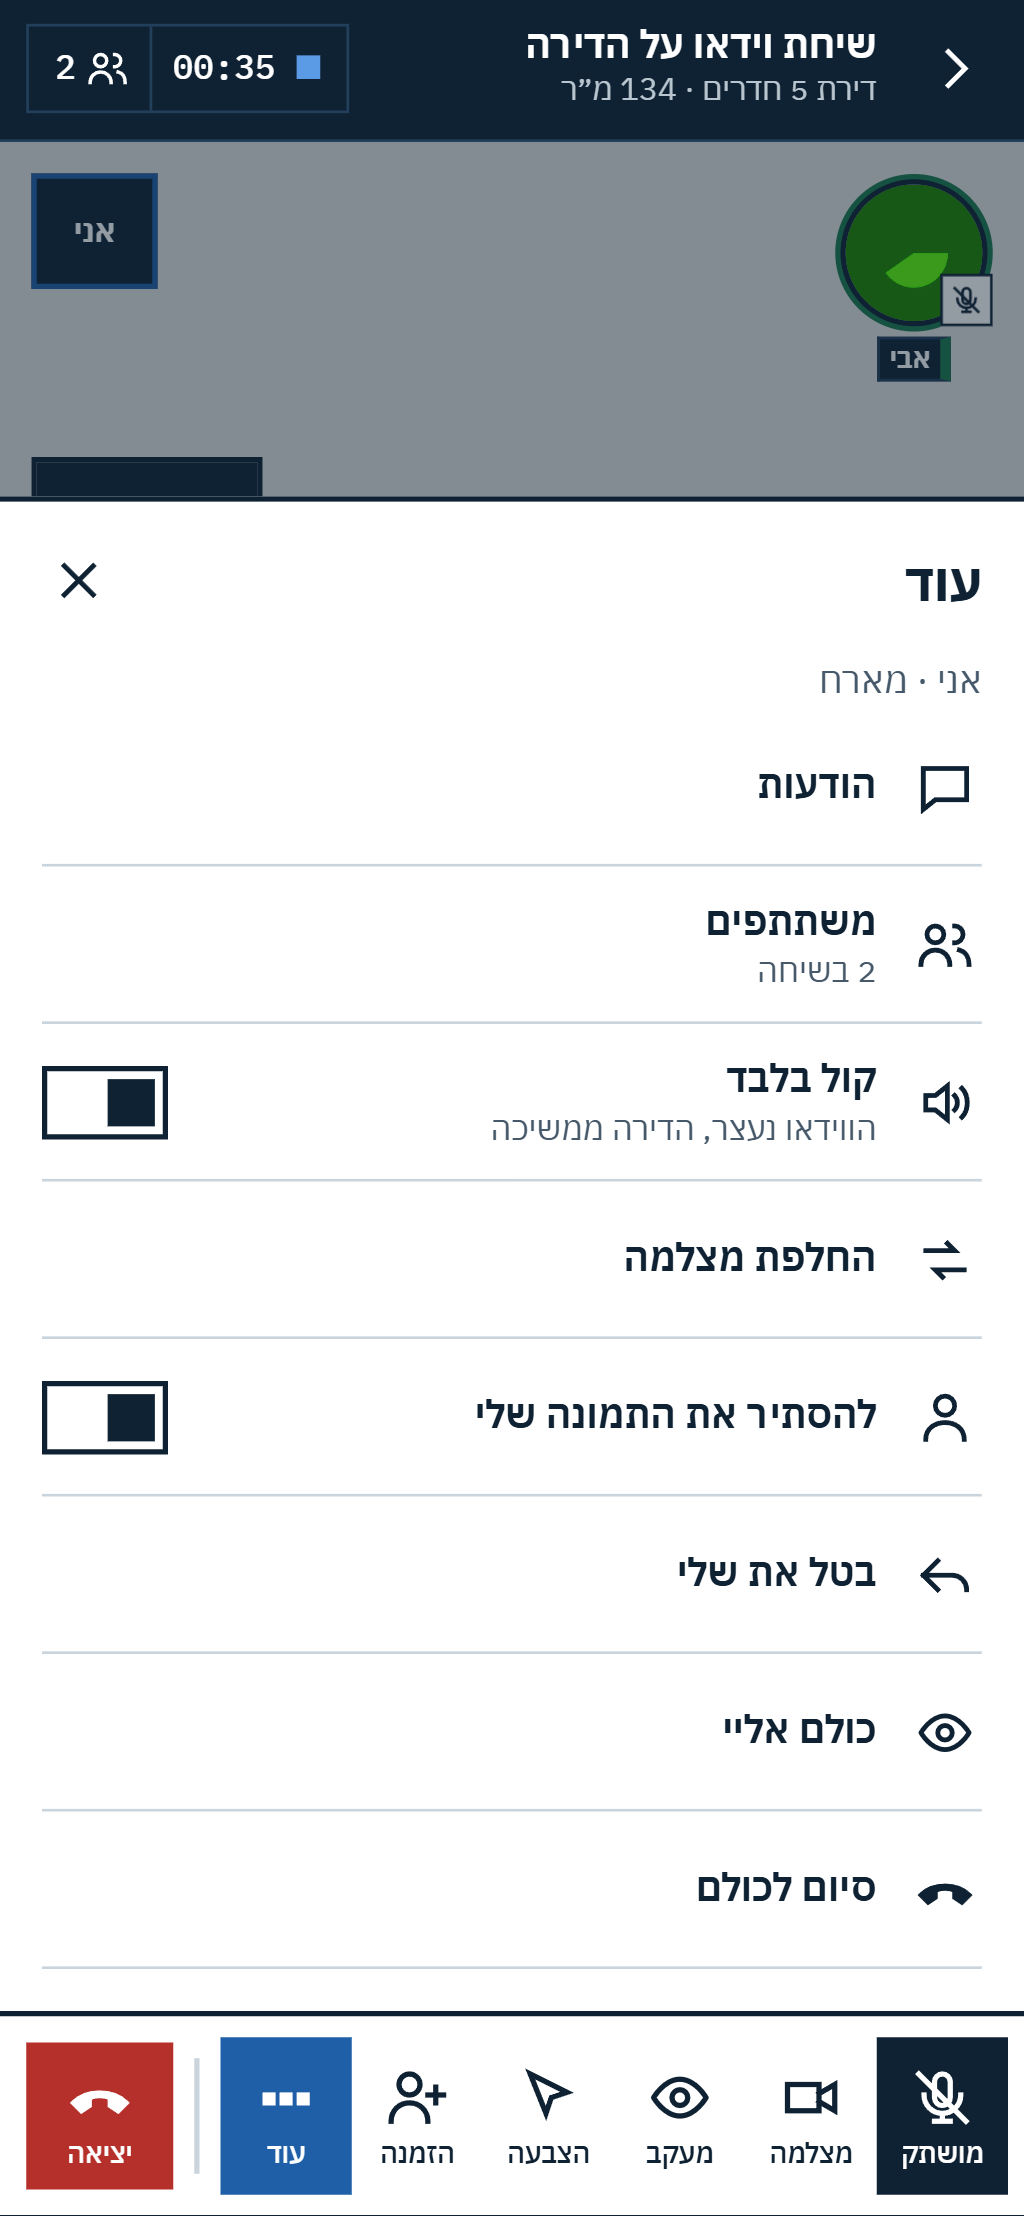 שיחת וידאו על הדירה
דירת 5 חדרים · 134 מ״ר
00:35
2
אבי
אני
עוד
אני · מארח
הודעות
משתתפים
2 בשיחה
קול בלבד
הווידאו נעצר, הדירה ממשיכה
החלפת מצלמה
להסתיר את התמונה שלי
בטל את שלי
כולם אליי
סיום לכולם
מושתק
מצלמה
מעקב
הצבעה
הזמנה
עוד
יציאה